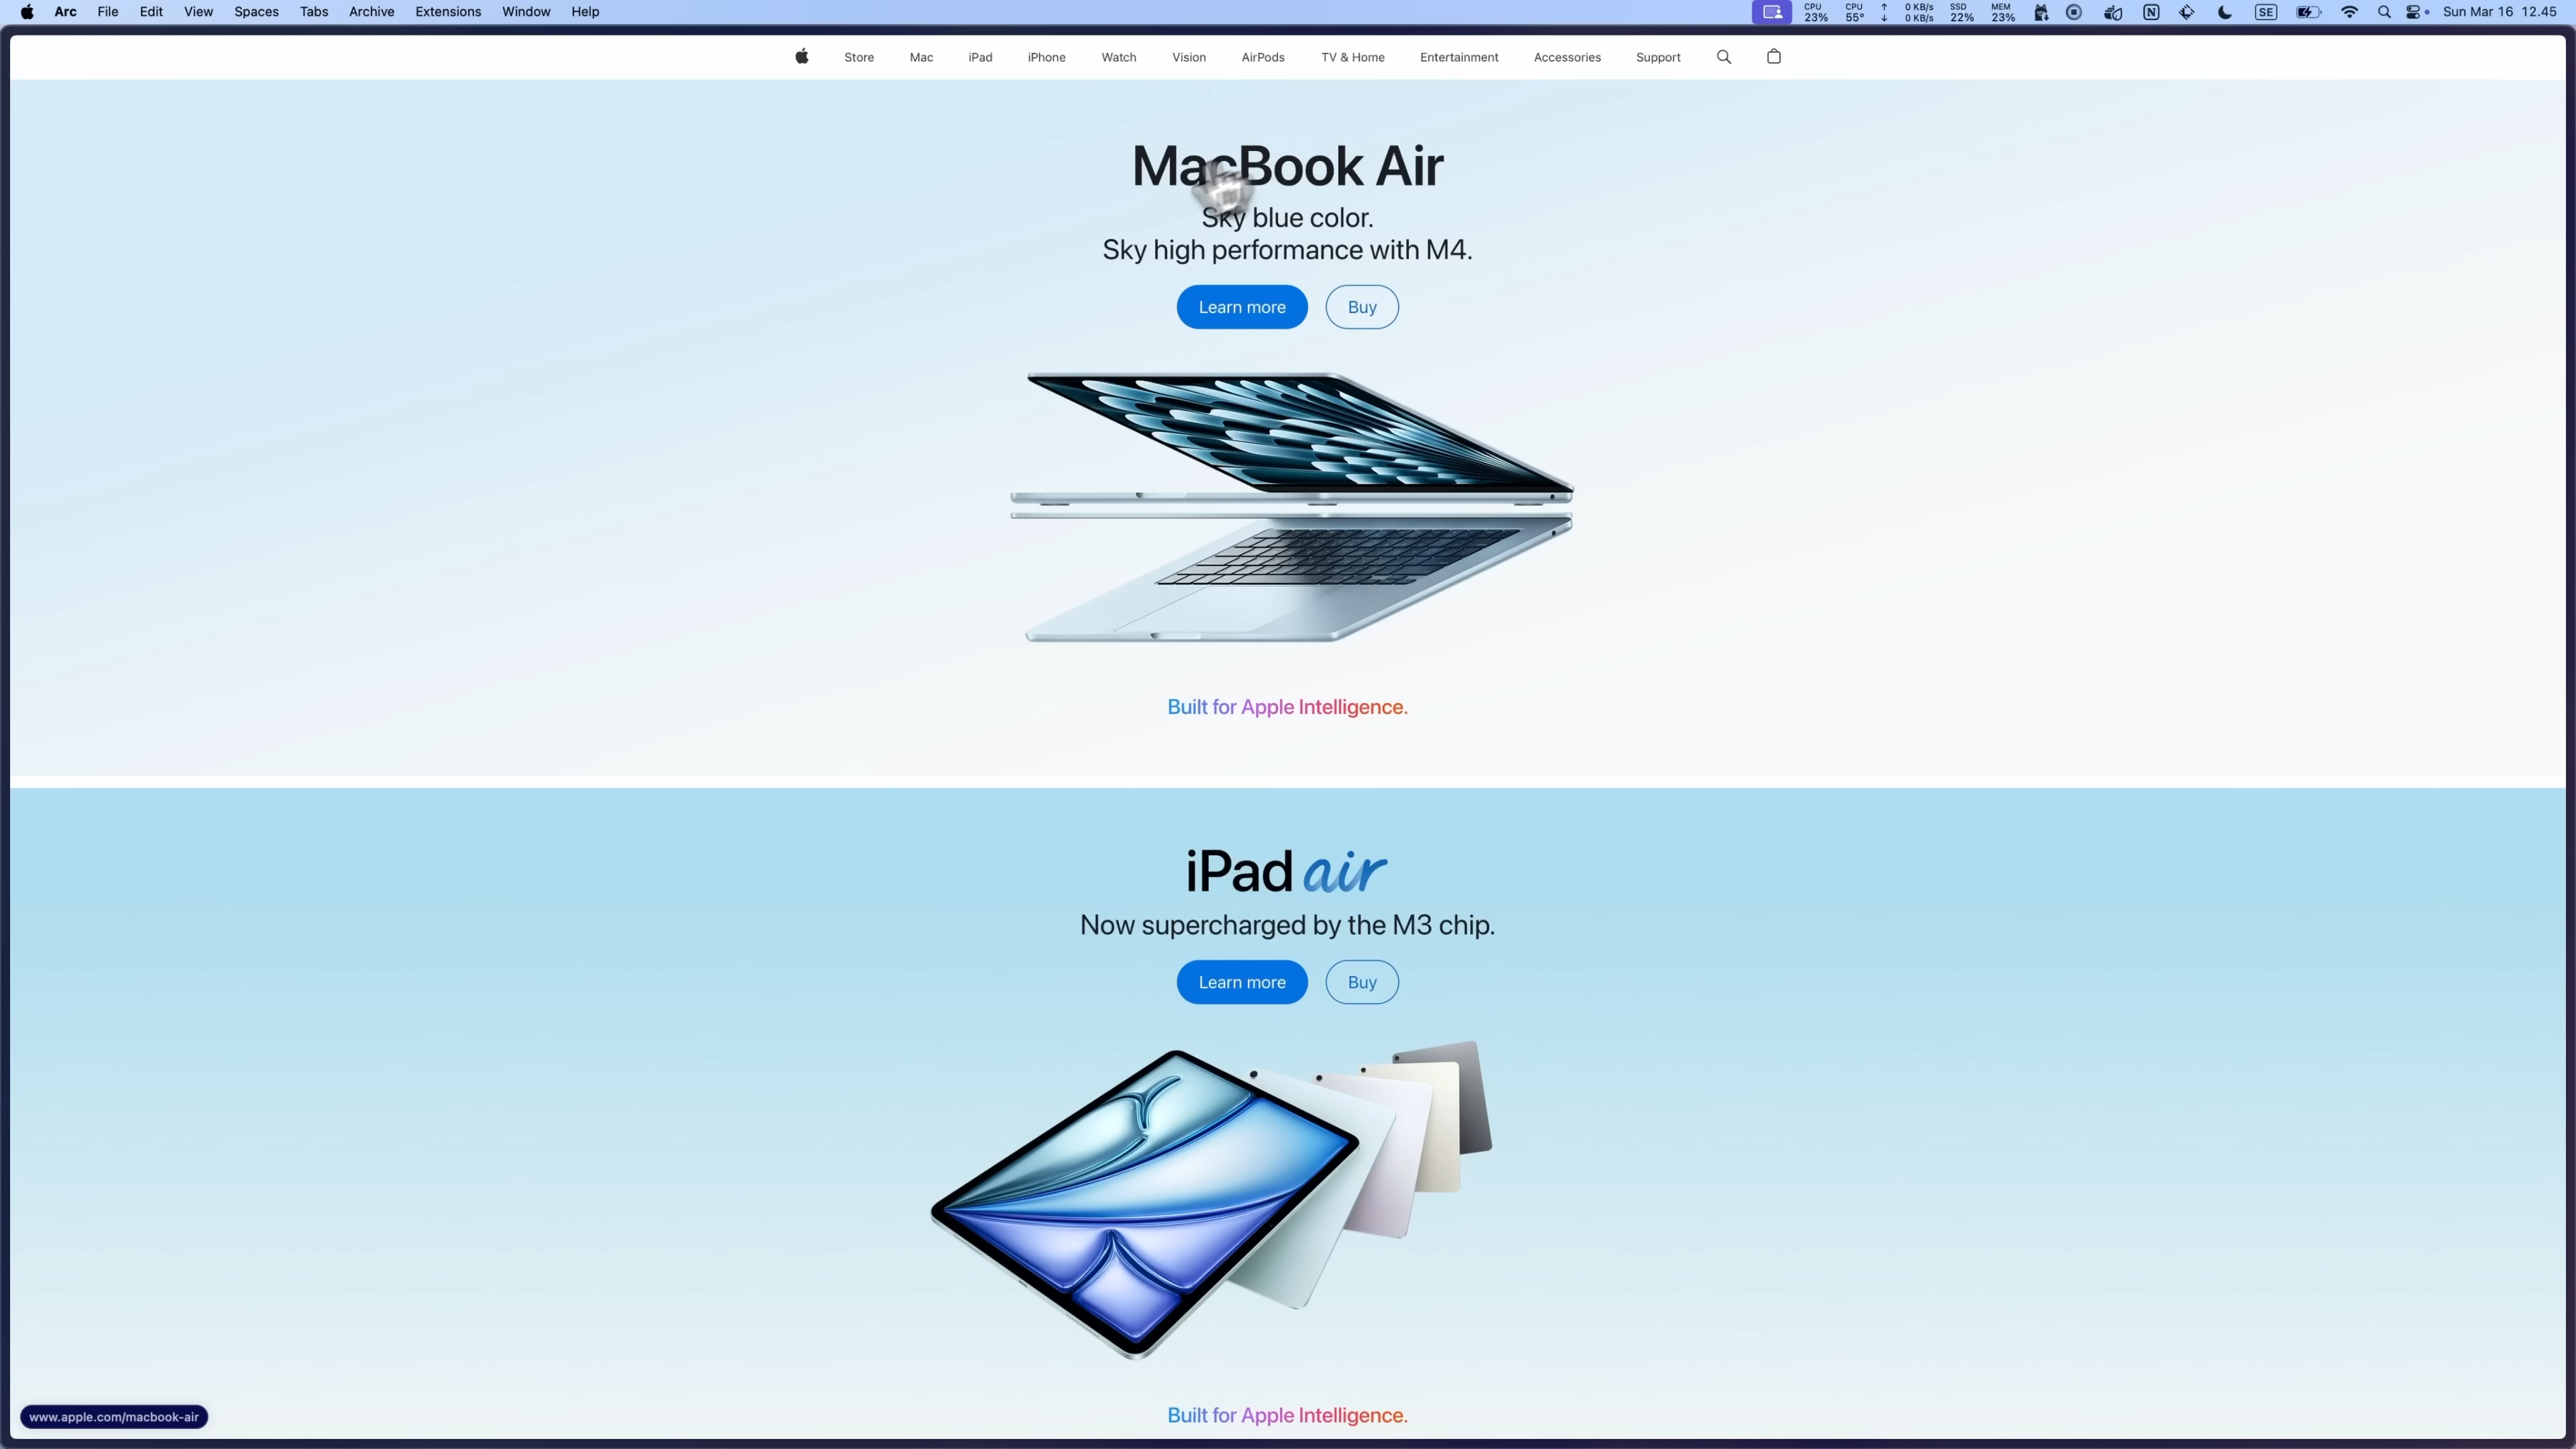 Arc File Edit View Spaces Tabs Archive Extensions Window Help
CPU 23% CPU 55° ↑ ↓ 0 KB/s 0 KB/s SSD 22% MEM 23% N SE Sun Mar 16 12.45
Store Mac iPad iPhone Watch Vision AirPods TV & Home Entertainment Accessories Support
MacBook Air
Sky blue color.
Sky high performance with M4.
Learn more Buy
Built for Apple Intelligence.
iPad air
Now supercharged by the M3 chip.
Learn more Buy
Built for Apple Intelligence.
www.apple.com/macbook-air